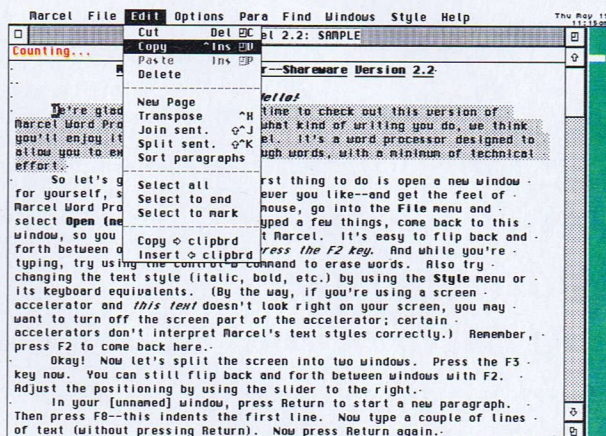 Marcel File Edit Options Para Find Windows Style Help
Thu May 11
11:15
el 2.2: SAMPLE
Counting...
Cut Del ⌧C
Copy ^Ins ⌧D
Paste Ins ⌧P
Delete
New Page
Transpose ^H
Join sent. ⇧^J
Split sent. ⇧^K
Sort paragraphs
Select all
Select to end
Select to mark
Copy ⇨ clipbrd
Insert ⇦ clipbrd
r--Shareware Version 2.2
Hello!
We're glad time to check out this version of
Marcel Word Pro what kind of writing you do, we think
you'll enjoy it el. It's a word processor designed to
allow you to ex ugh words, with a minimum of technical
effort.
So let's g rst thing to do is open a new window
for yourself, s ever you like--and get the feel of
Marcel Word Pro mouse, go into the File menu and
select Open (ne yped a few things, come back to this
window, so you t Marcel. It's easy to flip back and
forth between ress the F2 key. And while you're
typing, try using the control-D command to erase words. Also try
changing the text style (italic, bold, etc.) by using the Style menu or
its keyboard equivalents. (By the way, if you're using a screen
accelerator and this text doesn't look right on your screen, you may
want to turn off the screen part of the accelerator; certain
accelerators don't interpret Marcel's text styles correctly.) Remember,
press F2 to come back here.
Okay! Now let's split the screen into two windows. Press the F3
key now. You can still flip back and forth between windows with F2.
Adjust the positioning by using the slider to the right.
In your [unnamed] window, press Return to start a new paragraph.
Then press F8--this indents the first line. Now type a couple of lines
of text (without pressing Return). Now press Return again.